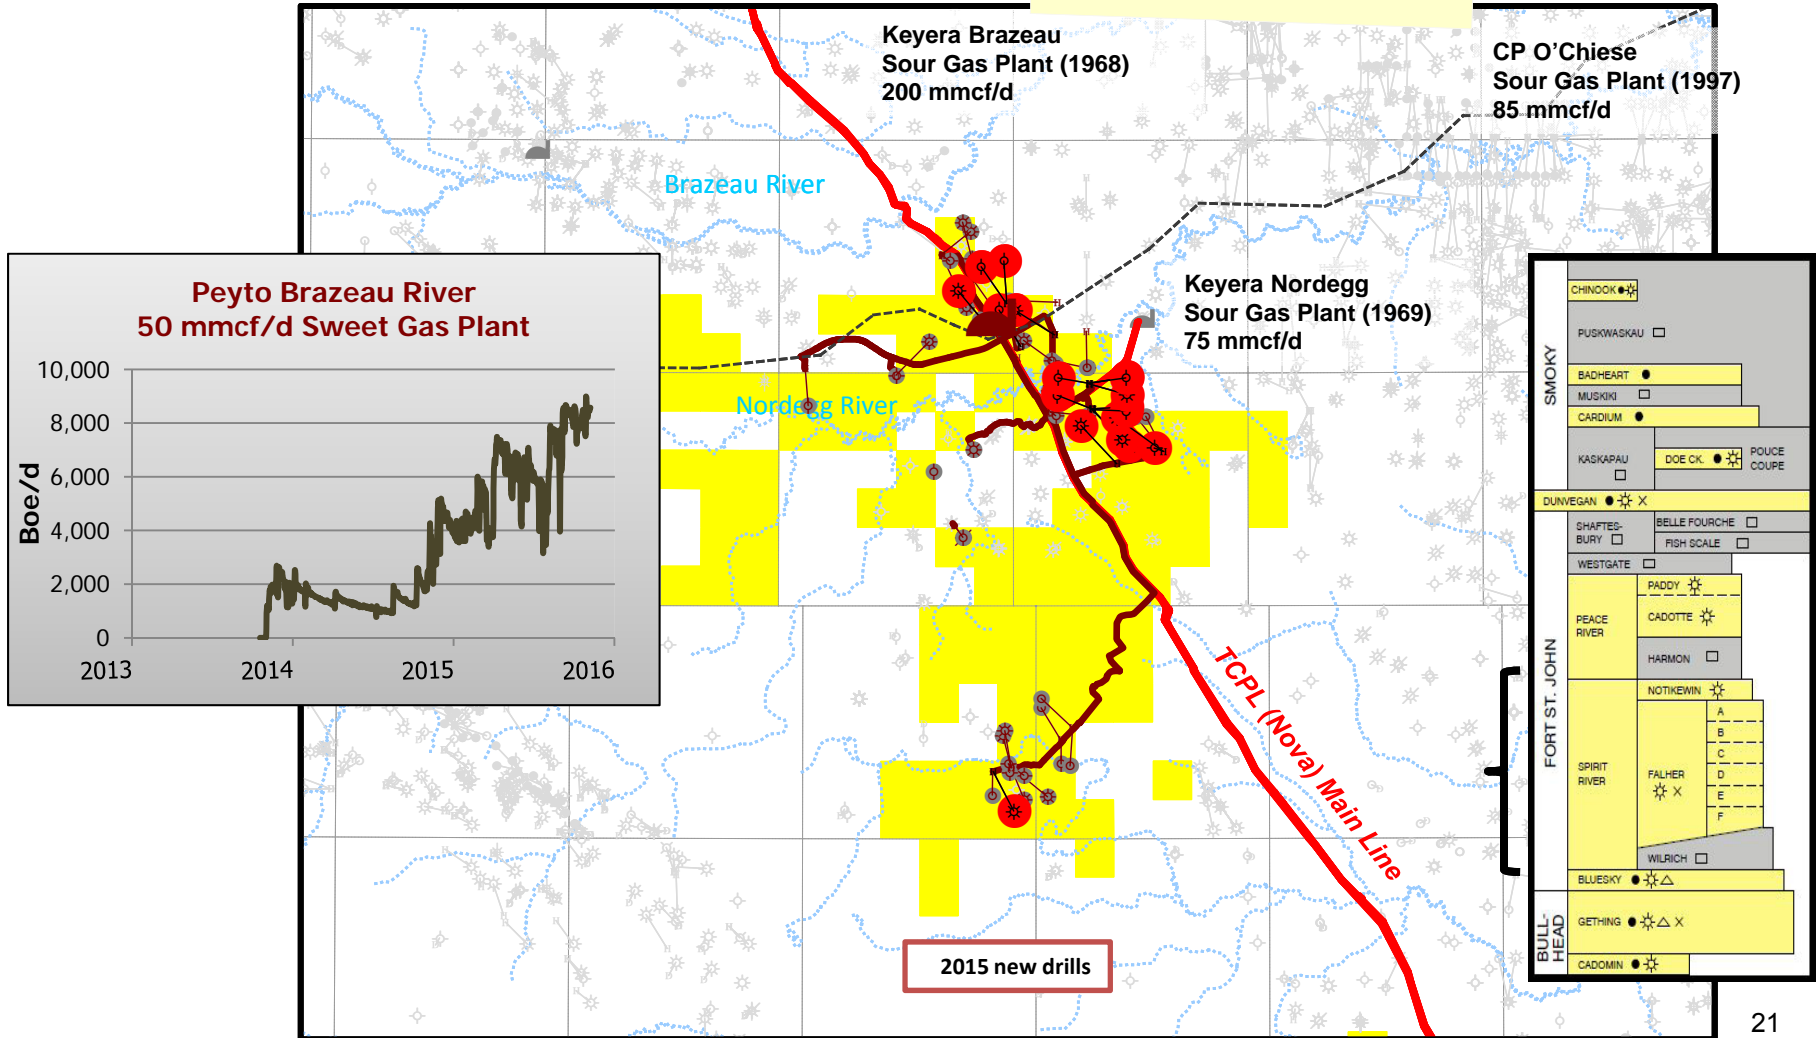 Keyera Brazeau
Sour Gas Plant (1968)
200 mmcf/d
CP O'Chiese
Sour Gas Plant (1997)
85 mmcf/d
Brazeau River
Keyera Nordegg
Sour Gas Plant (1969)
75 mmcf/d
Nordegg River
TCPL (Nova) Main Line
2015 new drills
Peyto Brazeau River
50 mmcf/d Sweet Gas Plant
Boe/d
10,000
8,000
6,000
4,000
2,000
0
2013
2014
2015
2016
SMOKY
CHINOOK
PUSKWASKAU
BADHEART
MUSKIKI
CARDIUM
KASKAPAU
DOE CK.
POUCE
COUPE
DUNVEGAN
FORT ST. JOHN
SHAFTES-
BURY
BELLE FOURCHE
FISH SCALE
WESTGATE
PEACE
RIVER
PADDY
CADOTTE
HARMON
SPIRIT
RIVER
NOTIKEWIN
FALHER
A
B
C
D
E
F
WILRICH
BLUESKY
BULL-
HEAD
GETHING
CADOMIN
21